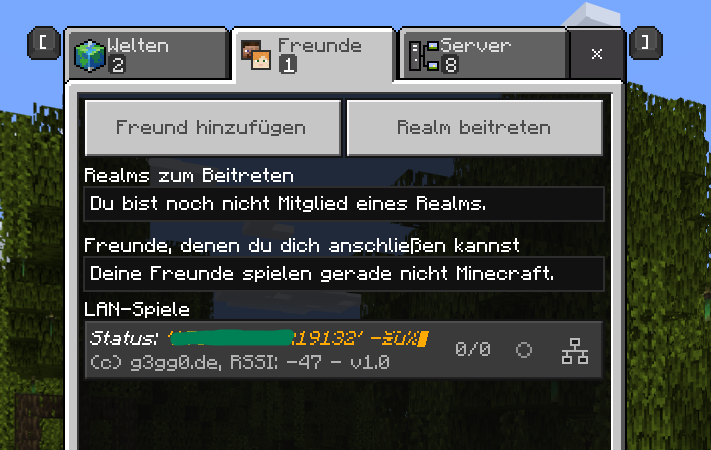 [
Welten
2
Freunde
1
Server
8
×
]
Freund hinzufügen
Realm beitreten
Realms zum Beitreten
Du bist noch nicht Mitglied eines Realms.
Freunde, denen du dich anschließen kannst
Deine Freunde spielen gerade nicht Minecraft.
LAN-Spiele
Status: :19132' -
0/0
(c) g3gg0.de, RSSI: -47 - v1.0